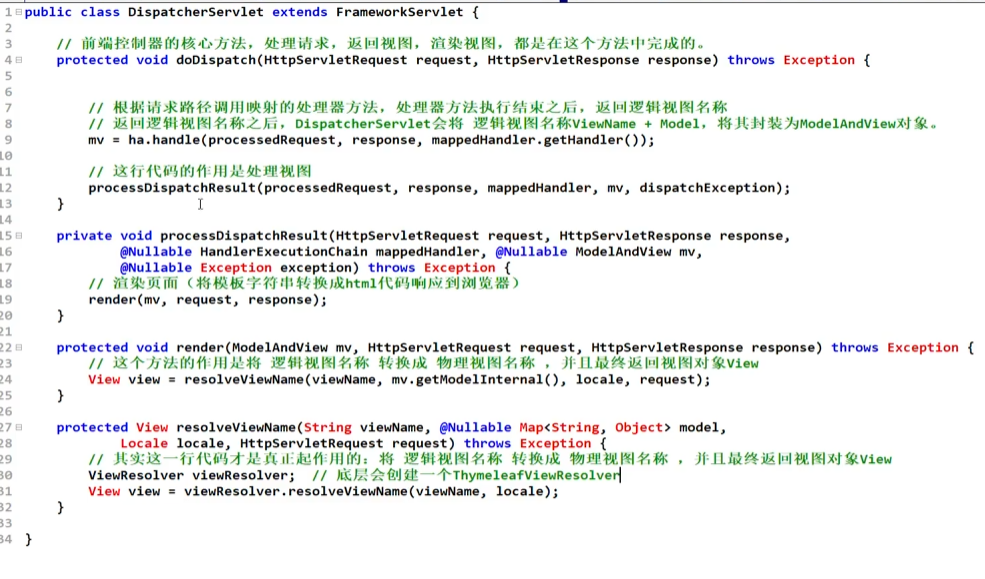 1 public class DispatcherServlet extends FrameworkServlet {
2
3     // 前端控制器的核心方法，处理请求，返回视图，渲染视图，都是在这个方法中完成的。
4     protected void doDispatch(HttpServletRequest request, HttpServletResponse response) throws Exception {
5
6
7         // 根据请求路径调用映射的处理器方法，处理器方法执行结束之后，返回逻辑视图名称
8         // 返回逻辑视图名称之后，DispatcherServlet会将 逻辑视图名称ViewName + Model，将其封装为ModelAndView对象。
9         mv = ha.handle(processedRequest, response, mappedHandler.getHandler());
10
11         // 这行代码的作用是处理视图
12         processDispatchResult(processedRequest, response, mappedHandler, mv, dispatchException);
13     }
14
15     private void processDispatchResult(HttpServletRequest request, HttpServletResponse response,
16             @Nullable HandlerExecutionChain mappedHandler, @Nullable ModelAndView mv,
17             @Nullable Exception exception) throws Exception {
18         // 渲染页面（将模板字符串转换成html代码响应到浏览器）
19         render(mv, request, response);
20     }
21
22     protected void render(ModelAndView mv, HttpServletRequest request, HttpServletResponse response) throws Exception {
23         // 这个方法的作用是将 逻辑视图名称 转换成 物理视图名称 ，并且最终返回视图对象View
24         View view = resolveViewName(viewName, mv.getModelInternal(), locale, request);
25     }
26
27     protected View resolveViewName(String viewName, @Nullable Map<String, Object> model,
28             Locale locale, HttpServletRequest request) throws Exception {
29         // 其实这一行代码才是真正起作用的：将 逻辑视图名称 转换成 物理视图名称 ，并且最终返回视图对象View
30         ViewResolver viewResolver;  // 底层会创建一个ThymeleafViewResolver
31         View view = viewResolver.resolveViewName(viewName, locale);
32     }
33
34 }